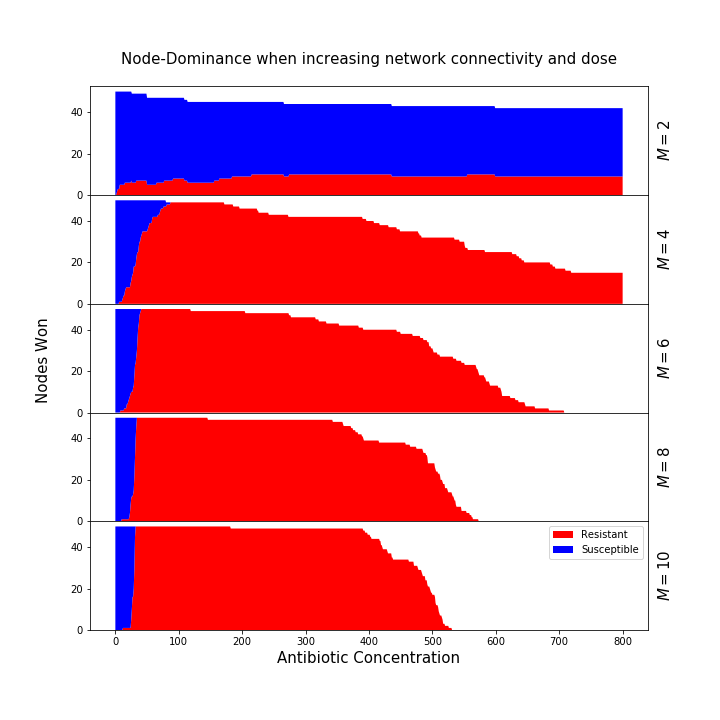 Node-Dominance when increasing network connectivity and dose
40
20
0
M = 2
40
20
0
M = 4
Nodes Won
40
20
0
M = 6
40
20
0
M = 8
40
20
0
Resistant
Susceptible
M = 10
0 100 200 300 400 500 600 700 800
Antibiotic Concentration